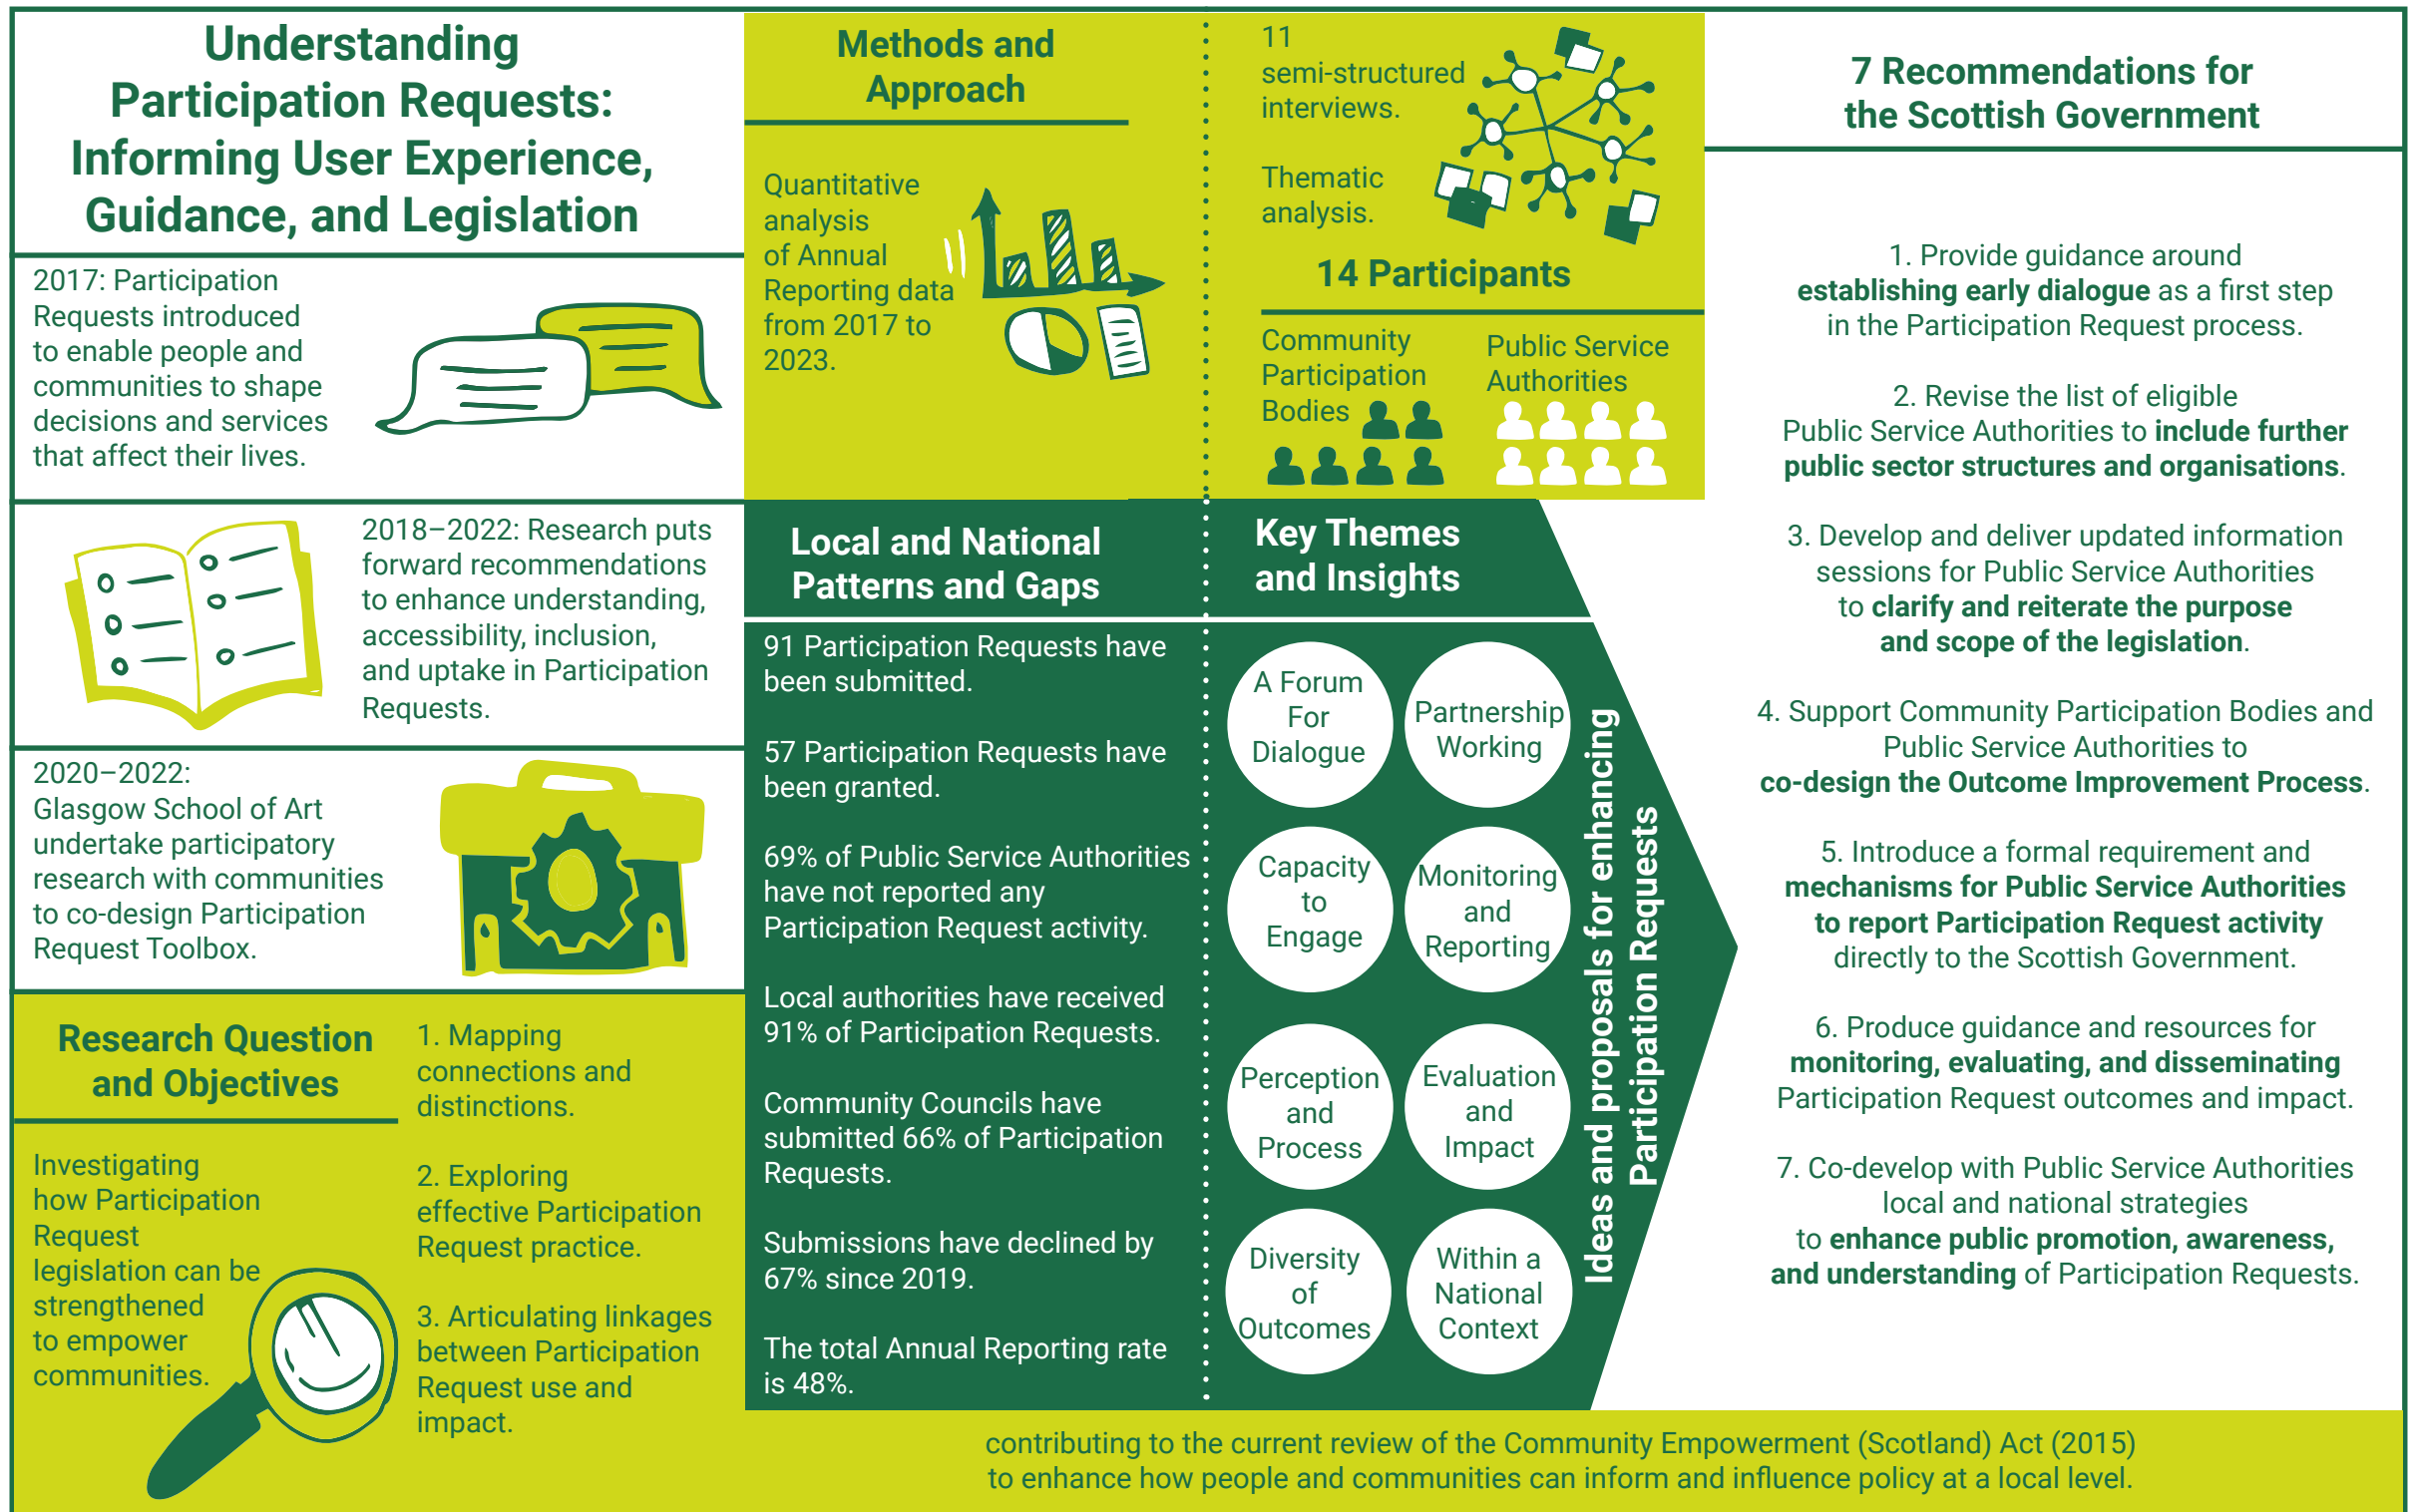 Understanding
Participation Requests:
Informing User Experience,
Guidance, and Legislation
2017: Participation
Requests introduced
to enable people and
communities to shape
decisions and services
that affect their lives.
2018–2022: Research puts
forward recommendations
to enhance understanding,
accessibility, inclusion,
and uptake in Participation
Requests.
2020–2022:
Glasgow School of Art
undertake participatory
research with communities
to co-design Participation
Request Toolbox.
Research Question
and Objectives
Investigating
how Participation
Request
legislation can be
strengthened
to empower
communities.
1. Mapping
connections and
distinctions.
2. Exploring
effective Participation
Request practice.
3. Articulating linkages
between Participation
Request use and
impact.
Methods and
Approach
Quantitative
analysis
of Annual
Reporting data
from 2017 to
2023.
11
semi-structured
interviews.
Thematic
analysis.
14 Participants
Community
Participation
Bodies
Public Service
Authorities
Local and National
Patterns and Gaps
91 Participation Requests have
been submitted.
57 Participation Requests have
been granted.
69% of Public Service Authorities
have not reported any
Participation Request activity.
Local authorities have received
91% of Participation Requests.
Community Councils have
submitted 66% of Participation
Requests.
Submissions have declined by
67% since 2019.
The total Annual Reporting rate
is 48%.
Key Themes
and Insights
A Forum
For
Dialogue
Partnership
Working
Capacity
to
Engage
Monitoring
and
Reporting
Perception
and
Process
Evaluation
and
Impact
Diversity
of
Outcomes
Within a
National
Context
Ideas and proposals for enhancing
Participation Requests
7 Recommendations for
the Scottish Government
1. Provide guidance around
establishing early dialogue as a first step
in the Participation Request process.
2. Revise the list of eligible
Public Service Authorities to include further
public sector structures and organisations.
3. Develop and deliver updated information
sessions for Public Service Authorities
to clarify and reiterate the purpose
and scope of the legislation.
4. Support Community Participation Bodies and
Public Service Authorities to
co-design the Outcome Improvement Process.
5. Introduce a formal requirement and
mechanisms for Public Service Authorities
to report Participation Request activity
directly to the Scottish Government.
6. Produce guidance and resources for
monitoring, evaluating, and disseminating
Participation Request outcomes and impact.
7. Co-develop with Public Service Authorities
local and national strategies
to enhance public promotion, awareness,
and understanding of Participation Requests.
contributing to the current review of the Community Empowerment (Scotland) Act (2015)
to enhance how people and communities can inform and influence policy at a local level.